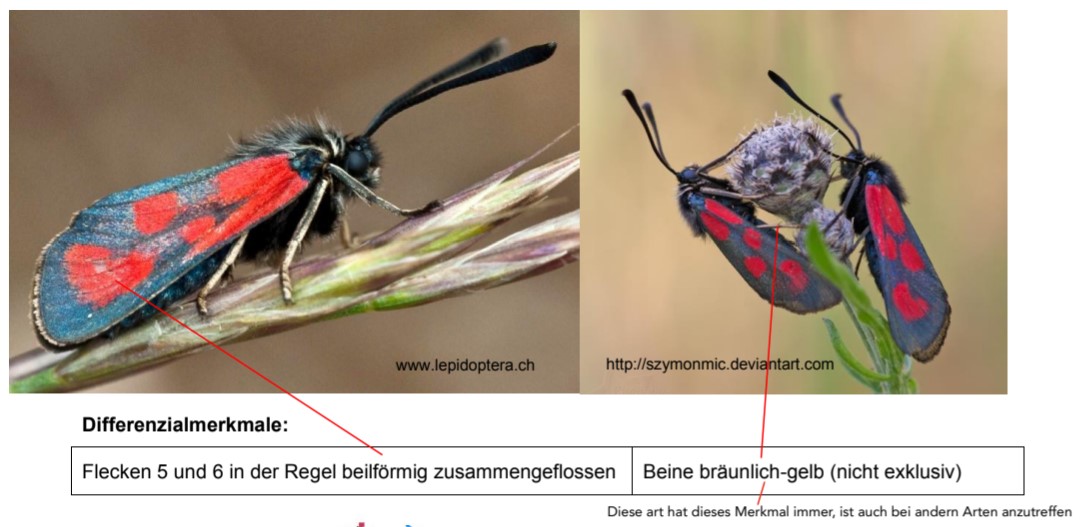 www.lepidoptera.ch
http://szymonmic.deviantart.com
Differenzialmerkmale:
Flecken 5 und 6 in der Regel beilförmig zusammengeflossen
Beine bräunlich-gelb (nicht exklusiv)
Diese art hat dieses Merkmal immer, ist auch bei andern Arten anzutreffen